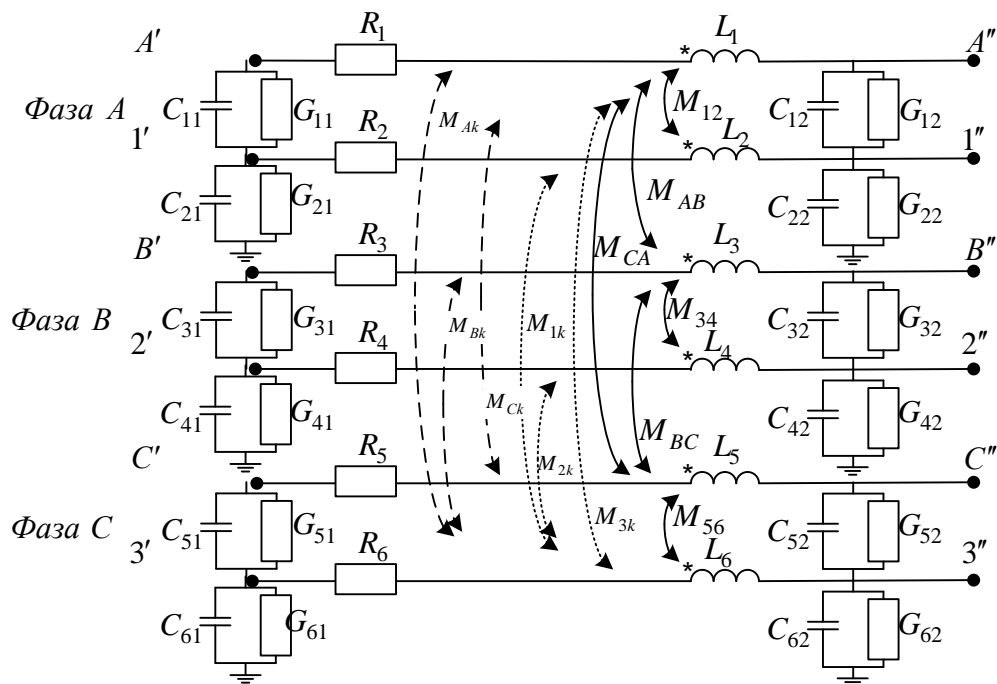 A′ R1 * L1 A″
Фаза A C11 G11 MAk M12 C12 G12
1′ R2 * L2 1″
C21 G21 MAB C22 G22
B′ R3 MCA * L3 B″
Фаза B C31 G31 MBk M1k M34 C32 G32
2′ R4 * L4 2″
C41 G41 MCk MBC C42 G42
C′ R5 M2k * L5 C″
Фаза C C51 G51 M3k M56 C52 G52
3′ R6 * L6 3″
C61 G61 C62 G62